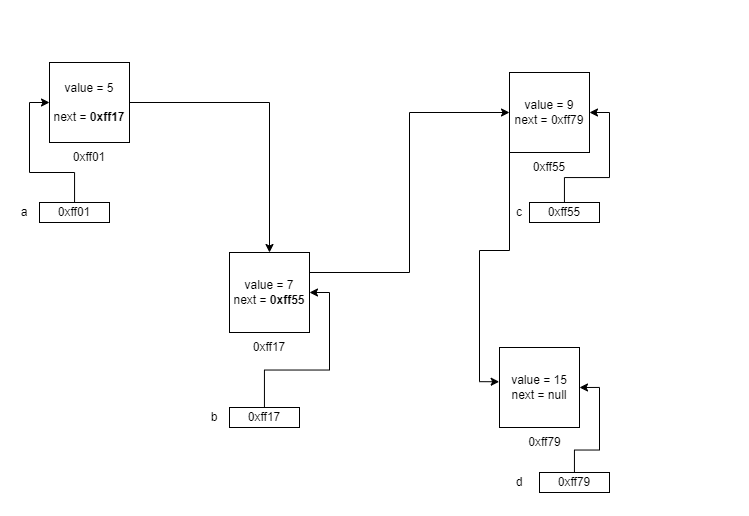 value = 5
next = 0xff17
0xff01
a
0xff01
value = 7
next = 0xff55
0xff17
b
0xff17
value = 9
next = 0xff79
0xff55
c
0xff55
value = 15
next = null
0xff79
d
0xff79